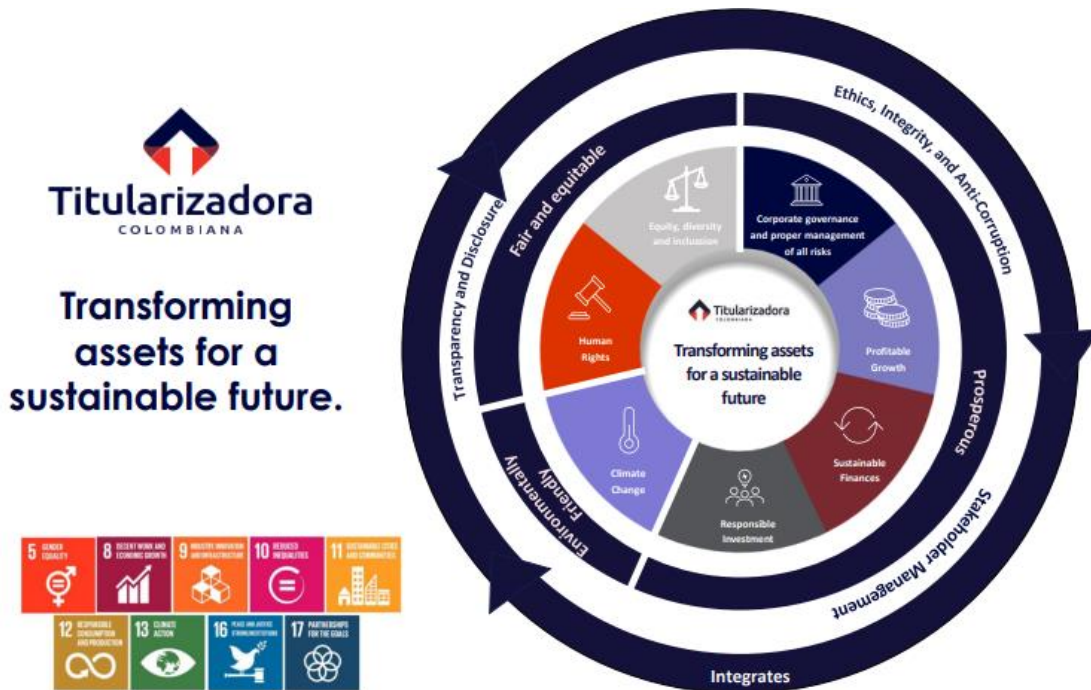 Titularizadora
COLOMBIANA
Transforming
assets for a
sustainable future.
5 GENDER
EQUALITY
8 DECENT WORK AND
ECONOMIC GROWTH
9 INDUSTRY, INNOVATION
AND INFRASTRUCTURE
10 REDUCED
INEQUALITIES
11 SUSTAINABLE CITIES
AND COMMUNITIES
12 RESPONSIBLE
CONSUMPTION
AND PRODUCTION
13 CLIMATE
ACTION
16 PEACE AND JUSTICE
STRONG INSTITUTIONS
17 PARTNERSHIPS
FOR THE GOALS
Transparency and Disclosure
Ethics, Integrity, and Anti-Corruption
Stakeholder Management
Integrates
Fair and equitable
Prosperous
Environmentally
Friendly
Equity, diversity
and inclusion
Corporate governance
and proper management
of all risks
Profitable
Growth
Sustainable
Finances
Responsible
Investment
Climate
Change
Human
Rights
Titularizadora
COLOMBIANA
Transforming assets
for a sustainable
future